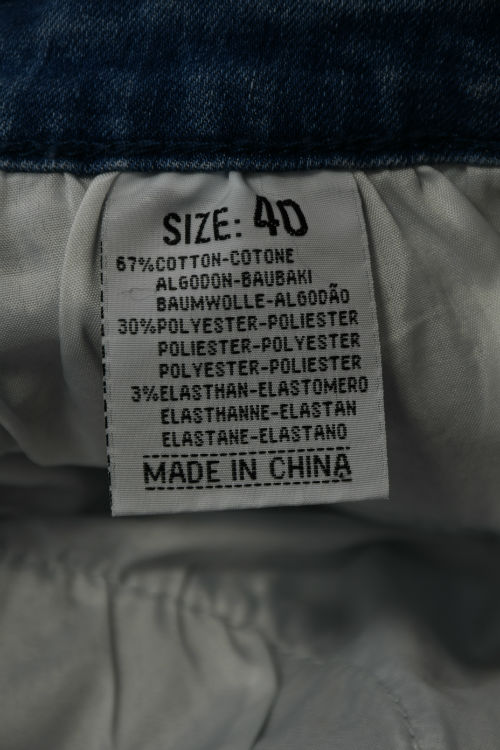 SIZE: 40
67%COTTON-COTONE
ALGODON-BAUBAKI
BAUMWOLLE-ALGODÃO
30%POLYESTER-POLIESTER
POLIESTER-POLYESTER
POLYESTER-POLIESTER
3%ELASTHAN-ELASTOMERO
ELASTHANNE-ELASTAN
ELASTANE-ELASTANO
MADE IN CHINA